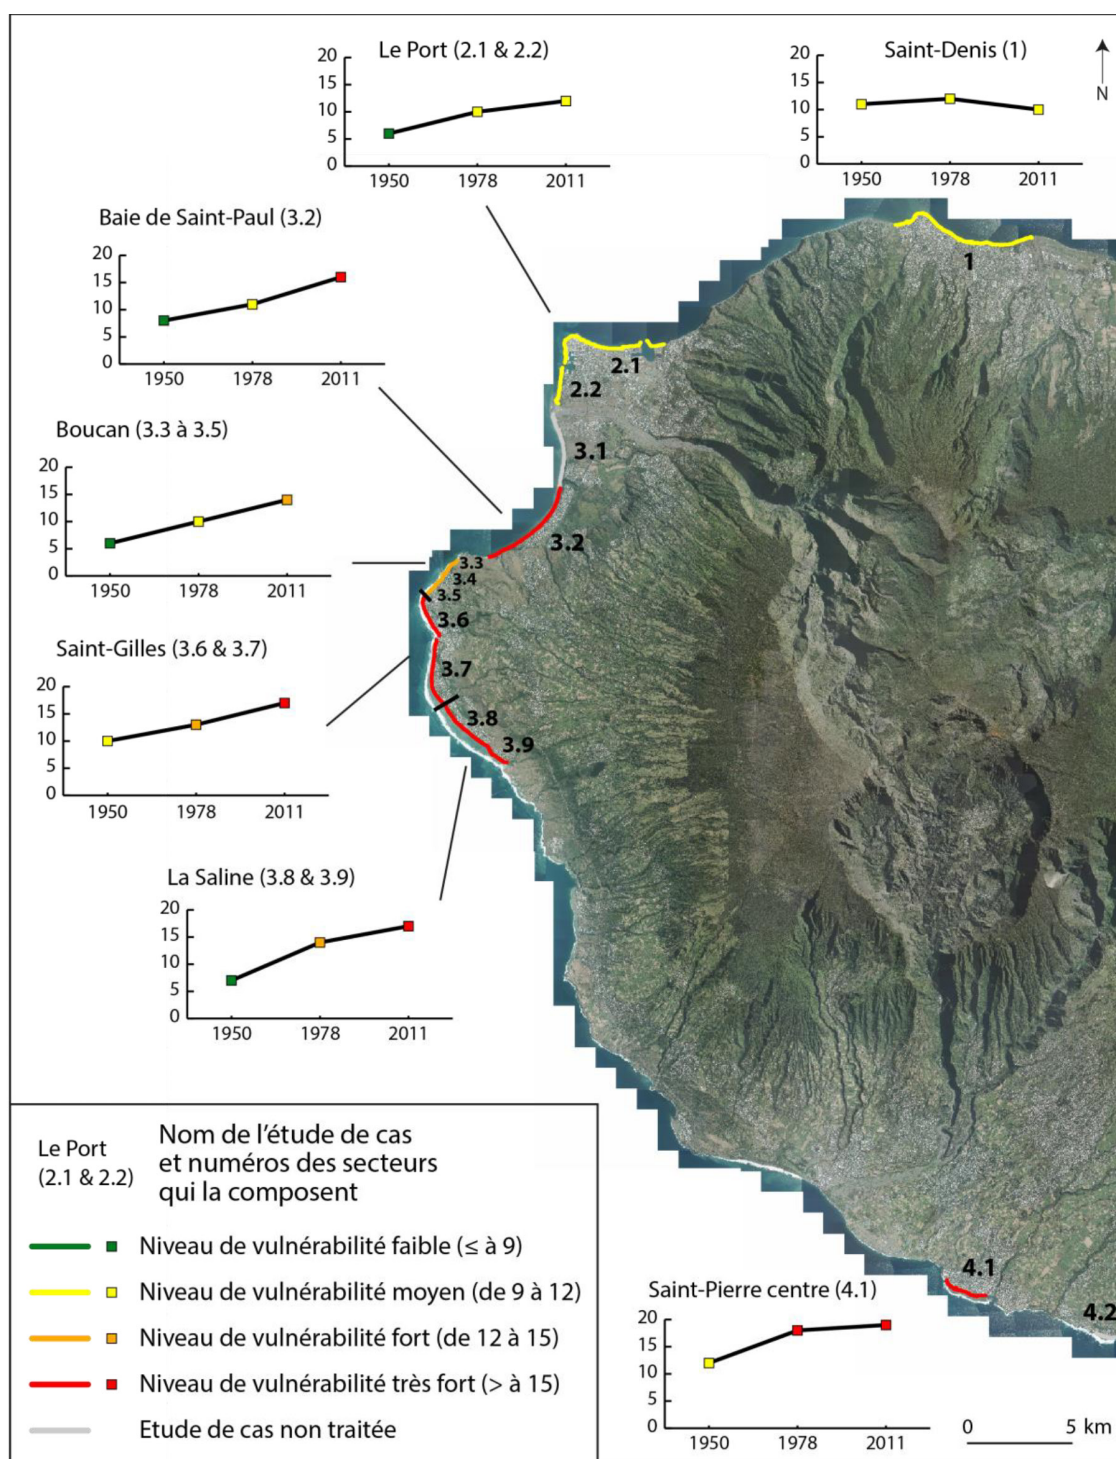 Le Port (2.1 & 2.2)
20
15
10
5
0
1950 1978 2011
Saint-Denis (1)
20
15
10
5
0
1950 1978 2011
N
Baie de Saint-Paul (3.2)
20
15
10
5
0
1950 1978 2011
Boucan (3.3 à 3.5)
20
15
10
5
0
1950 1978 2011
Saint-Gilles (3.6 & 3.7)
20
15
10
5
0
1950 1978 2011
La Saline (3.8 & 3.9)
20
15
10
5
0
1950 1978 2011
1
2.1
2.2
3.1
3.2
3.3
3.4
3.5
3.6
3.7
3.8
3.9
4.1
4.2
Saint-Pierre centre (4.1)
20
15
10
5
0
1950 1978 2011
0 5 km
Le Port
(2.1 & 2.2)
Nom de l'étude de cas
et numéros des secteurs
qui la composent
Niveau de vulnérabilité faible (≤ à 9)
Niveau de vulnérabilité moyen (de 9 à 12)
Niveau de vulnérabilité fort (de 12 à 15)
Niveau de vulnérabilité très fort (> à 15)
Etude de cas non traitée